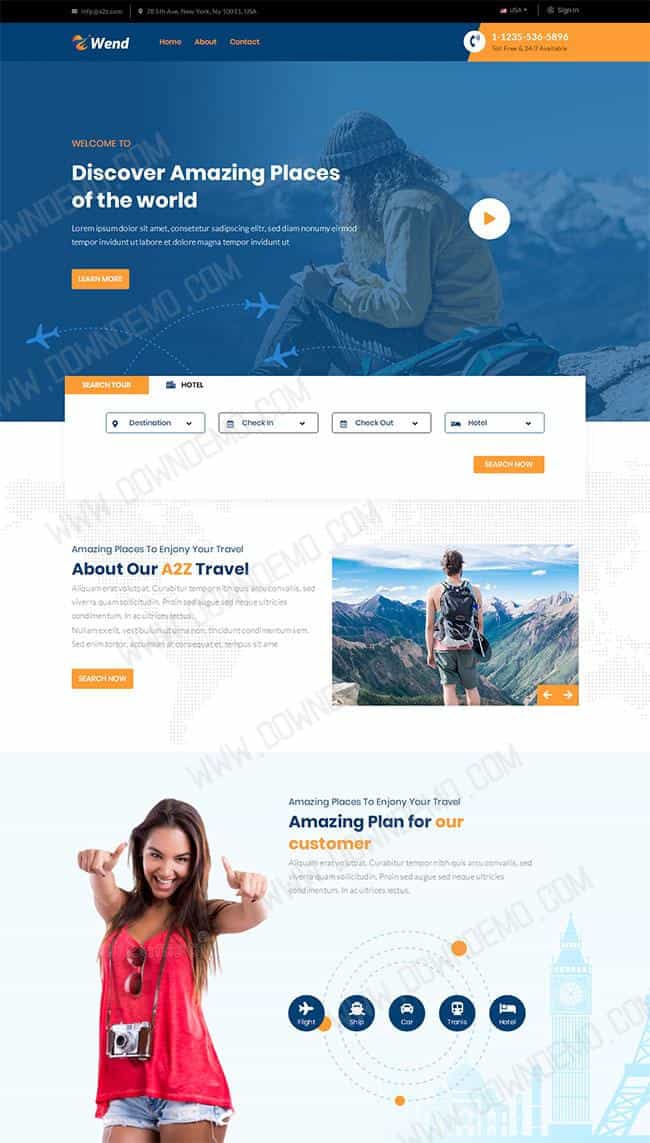 info@a2z.com
28 5th Ave, New York, Ny 10011, USA
USA
Sign In
Wend
Home
About
Contact
1-1235-536-5896
Toll Free & 24/7 Available
WELCOME TO
Discover Amazing Places
of the world
Lorem ipsum dolor sit amet, consetetur sadipscing elitr, sed diam nonumy eirmod
tempor invidunt ut labore et dolore magna tempor invidunt ut
LEARN MORE
SEARCH TOUR
HOTEL
Destination
Check In
Check Out
Hotel
SEARCH NOW
Amazing Places To Enjony Your Travel
About Our A2Z Travel
Aliquam erat volutpat. Curabitur tempor nibh quis arcu convallis, sed
viverra quam sollicitudin. Proin sed augue sed neque ultricies
condimentum. In ac ultrices lectus.
Nullam ex elit, vestibulum ut urna non, tincidunt condimentum sem.
Sed enim tortor, accumsan at consequat et, tempus sit ame
SEARCH NOW
Amazing Places To Enjony Your Travel
Amazing Plan for our
customer
Aliquam erat volutpat. Curabitur tempor nibh quis arcu convallis, sed
viverra quam sollicitudin. Proin sed augue sed neque ultricies
condimentum. In ac ultrices lectus.
Flight
Ship
Car
Tranis
Hotel
WWW.DOWNDEMO.COM